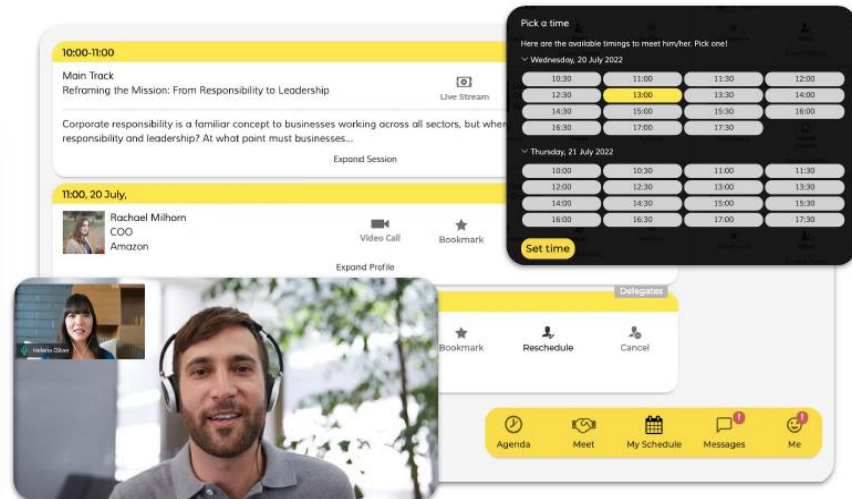 10:00-11:00
Main Track
Reframing the Mission: From Responsibility to Leadership
Live Stream
Corporate responsibility is a familiar concept to businesses working across all sectors, but wher
responsibility and leadership? At what point must businesses...
Expand Session
11:00, 20 July,
Rachael Milhorn
COO
Amazon
Video Call
Bookmark
Expand Profile
Delegates
Bookmark
Reschedule
Cancel
Helena Oliver
Pick a time
Here are the available timings to meet him/her. Pick one!
Wednesday, 20 July 2022
10:30 11:00 11:30 12:00
12:30 13:00 13:30 14:00
14:30 15:00 15:30 16:00
16:30 17:00 17:30
Thursday, 21 July 2022
10:00 10:30 11:00 11:30
12:00 12:30 13:00 13:30
14:00 14:30 15:00 15:30
16:00 16:30 17:00 17:30
Set time
Agenda
Meet
My Schedule
Messages
!
Me
!